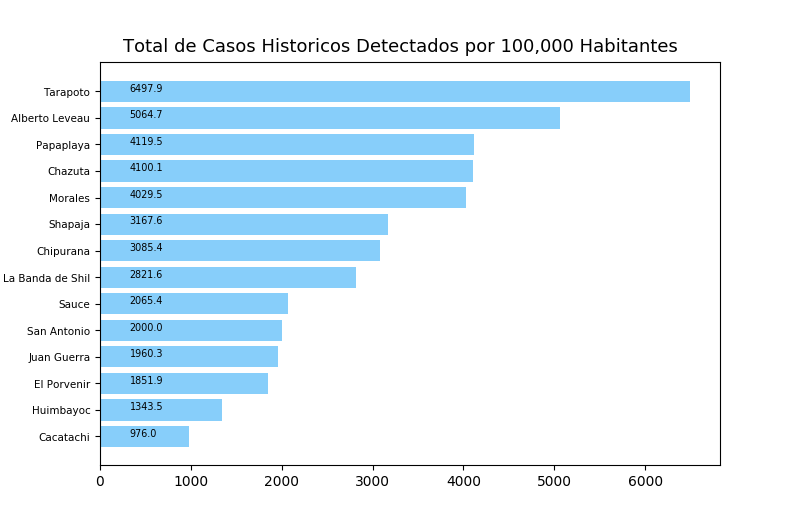 Total de Casos Historicos Detectados por 100,000 Habitantes
Tarapoto 6497.9
Alberto Leveau 5064.7
Papaplaya 4119.5
Chazuta 4100.1
Morales 4029.5
Shapaja 3167.6
Chipurana 3085.4
La Banda de Shil 2821.6
Sauce 2065.4
San Antonio 2000.0
Juan Guerra 1960.3
El Porvenir 1851.9
Huimbayoc 1343.5
Cacatachi 976.0
0 1000 2000 3000 4000 5000 6000